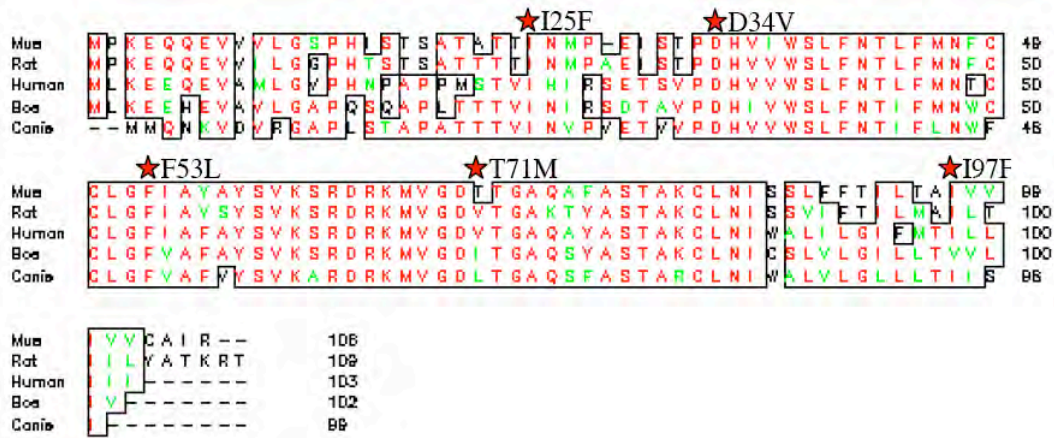 I25F D34V
Mus M P K E Q Q E V V V L G S P H L S T S A T A T T I N M P - E I S T P D H V I W S L F N T L F M N F C 49
Rat M P K E Q Q E V V I L G G P H T S T S A T T T T I N M P A E I S T P D H V V W S L F N T L F M N F C 50
Human M L K E E Q E V A M L G V P H N P A P P M S T V I H I R S E T S V P D H V V W S L F N T L F M N T C 50
Bos M L K E E H E V A V L G A P Q S Q A P L T T T V I N I R S D T A V P D H I V W S L F N T I F M N W C 50
Canis - - M M Q N K V D V R G A P L S T A P A T T T V I N V P V E T V V P D H V V W S L F N T I F L N W F 48
F53L T71M I97F
Mus C L G F I A Y A Y S V K S R D R K M V G D T T G A Q A F A S T A K C L N I S S L F F T I L T A I V V 99
Rat C L G F I A Y S Y S V K S R D R K M V G D V T G A K T Y A S T A K C L N I S S V I F T I L M A I L T 100
Human C L G F I A F A Y S V K S R D R K M V G D V T G A Q A Y A S T A K C L N I W A L I L G I F M T I L L 100
Bos C L G F V A F A Y S V K S R D R K M V G D I T G A Q S Y A S T A K C L N I C S L V L G I L L T V V L 100
Canis C L G F V A F V Y S V K A R D R K M V G D L T G A Q S F A S T A R C L N I W A L V L G L L L T I I S 98
Mus I V V C A I R - - 106
Rat I I L Y A T K R T 109
Human I I I - - - - - - 103
Bos I V - - - - - - - 102
Canis I - - - - - - - - 99